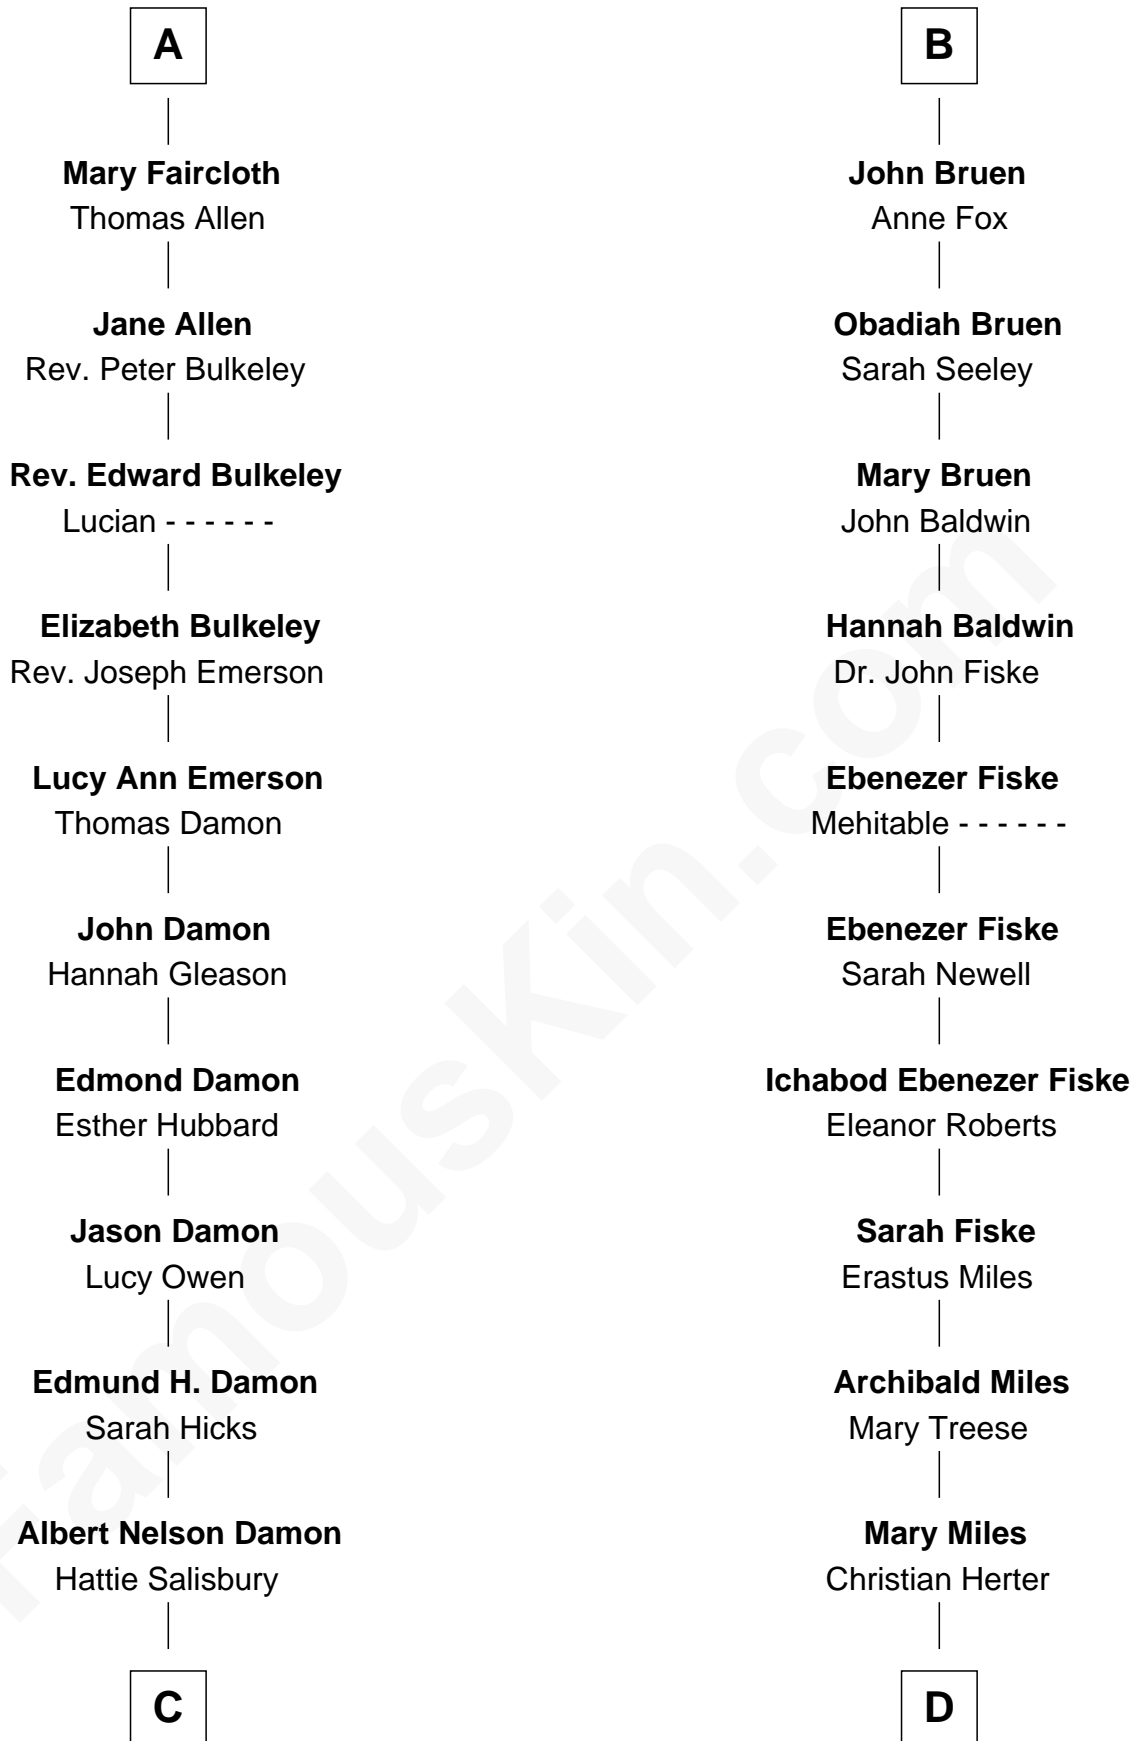 A
Mary Faircloth
Thomas Allen
Jane Allen
Rev. Peter Bulkeley
Rev. Edward Bulkeley
Lucian - - - - - -
Elizabeth Bulkeley
Rev. Joseph Emerson
Lucy Ann Emerson
Thomas Damon
John Damon
Hannah Gleason
Edmond Damon
Esther Hubbard
Jason Damon
Lucy Owen
Edmund H. Damon
Sarah Hicks
Albert Nelson Damon
Hattie Salisbury
C
B
John Bruen
Anne Fox
Obadiah Bruen
Sarah Seeley
Mary Bruen
John Baldwin
Hannah Baldwin
Dr. John Fiske
Ebenezer Fiske
Mehitable - - - - - -
Ebenezer Fiske
Sarah Newell
Ichabod Ebenezer Fiske
Eleanor Roberts
Sarah Fiske
Erastus Miles
Archibald Miles
Mary Treese
Mary Miles
Christian Herter
D
FamousKin.com